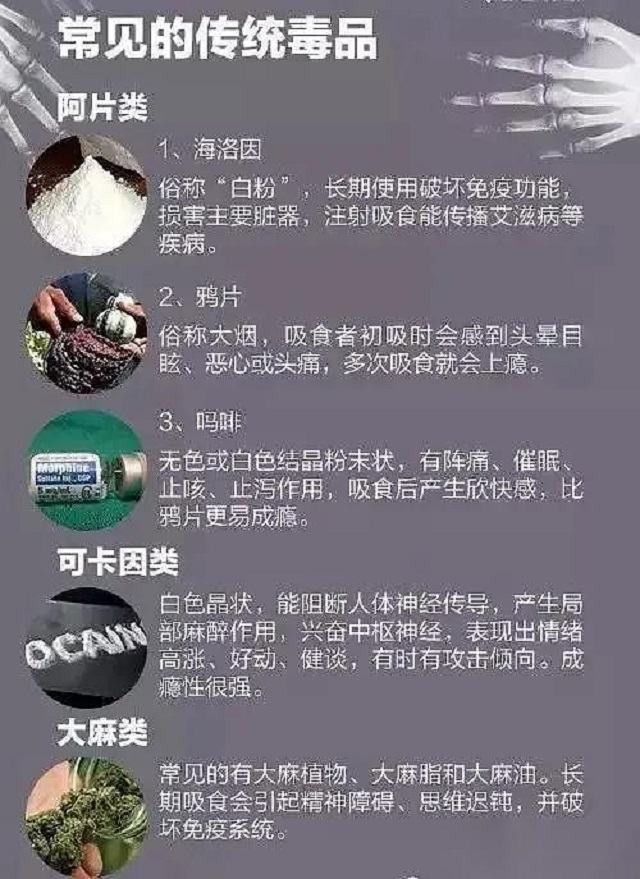 常见的传统毒品
阿片类
1、海洛因
俗称“白粉”，长期使用破坏免疫功能，
损害主要脏器，注射吸食能传播艾滋病等
疾病。
2、鸦片
俗称大烟，吸食者初吸时会感到头晕目
眩、恶心或头痛，多次吸食就会上瘾。
3、吗啡
无色或白色结晶粉末状，有阵痛、催眠、
止咳、止泻作用，吸食后产生欣快感，比
鸦片更易成瘾。
Morphine
可卡因类
白色晶状，能阻断人体神经传导，产生局
部麻醉作用，兴奋中枢神经，表现出情绪
高涨、好动、健谈，有时有攻击倾向。成
瘾性很强。
OCAIN
大麻类
常见的有大麻植物、大麻脂和大麻油。长
期吸食会引起精神障碍、思维迟钝，并破
坏免疫系统。